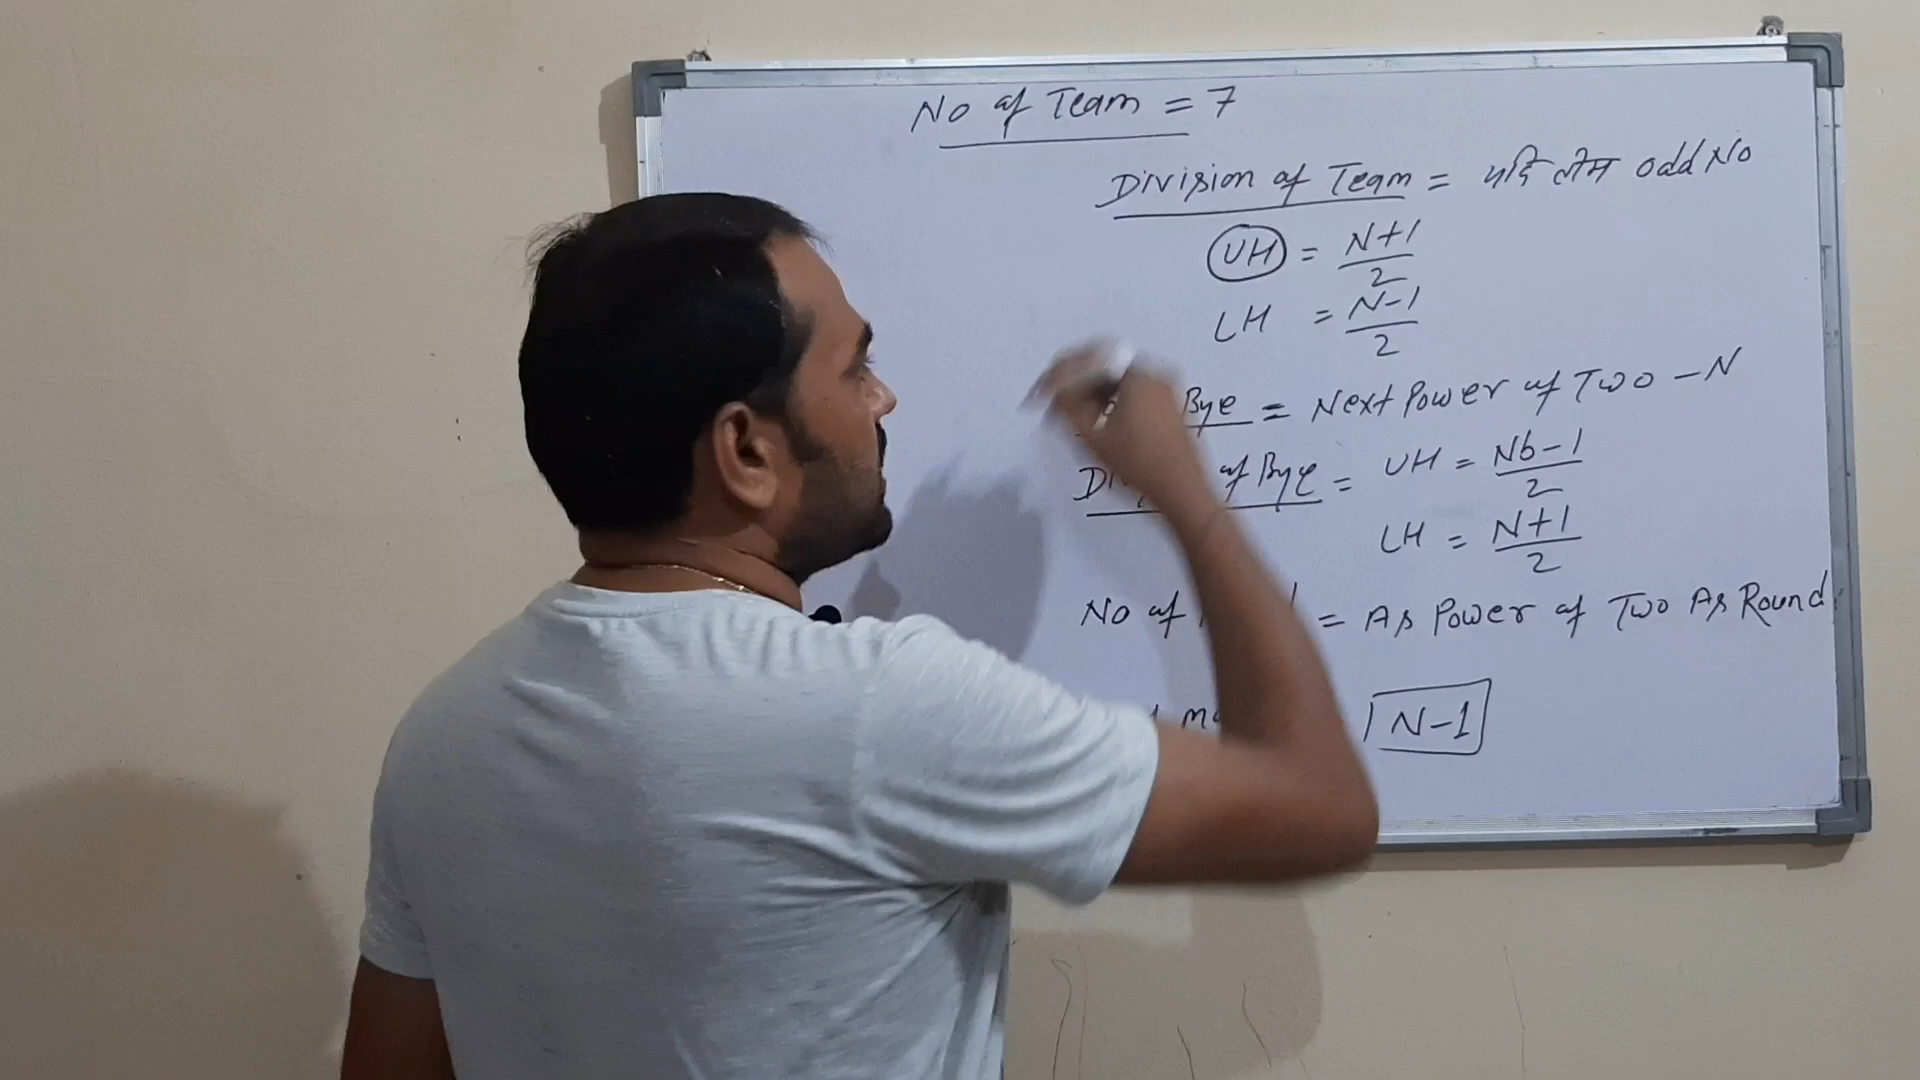 No of Team = 7
Division of Team = यदि टीम odd No
UH = N+1/2
LH = N-1/2
Bye = Next Power of Two - N
of Bye = UH = Nb-1/2
LH = N+1/2
No of = As Power of Two As Round
N-1